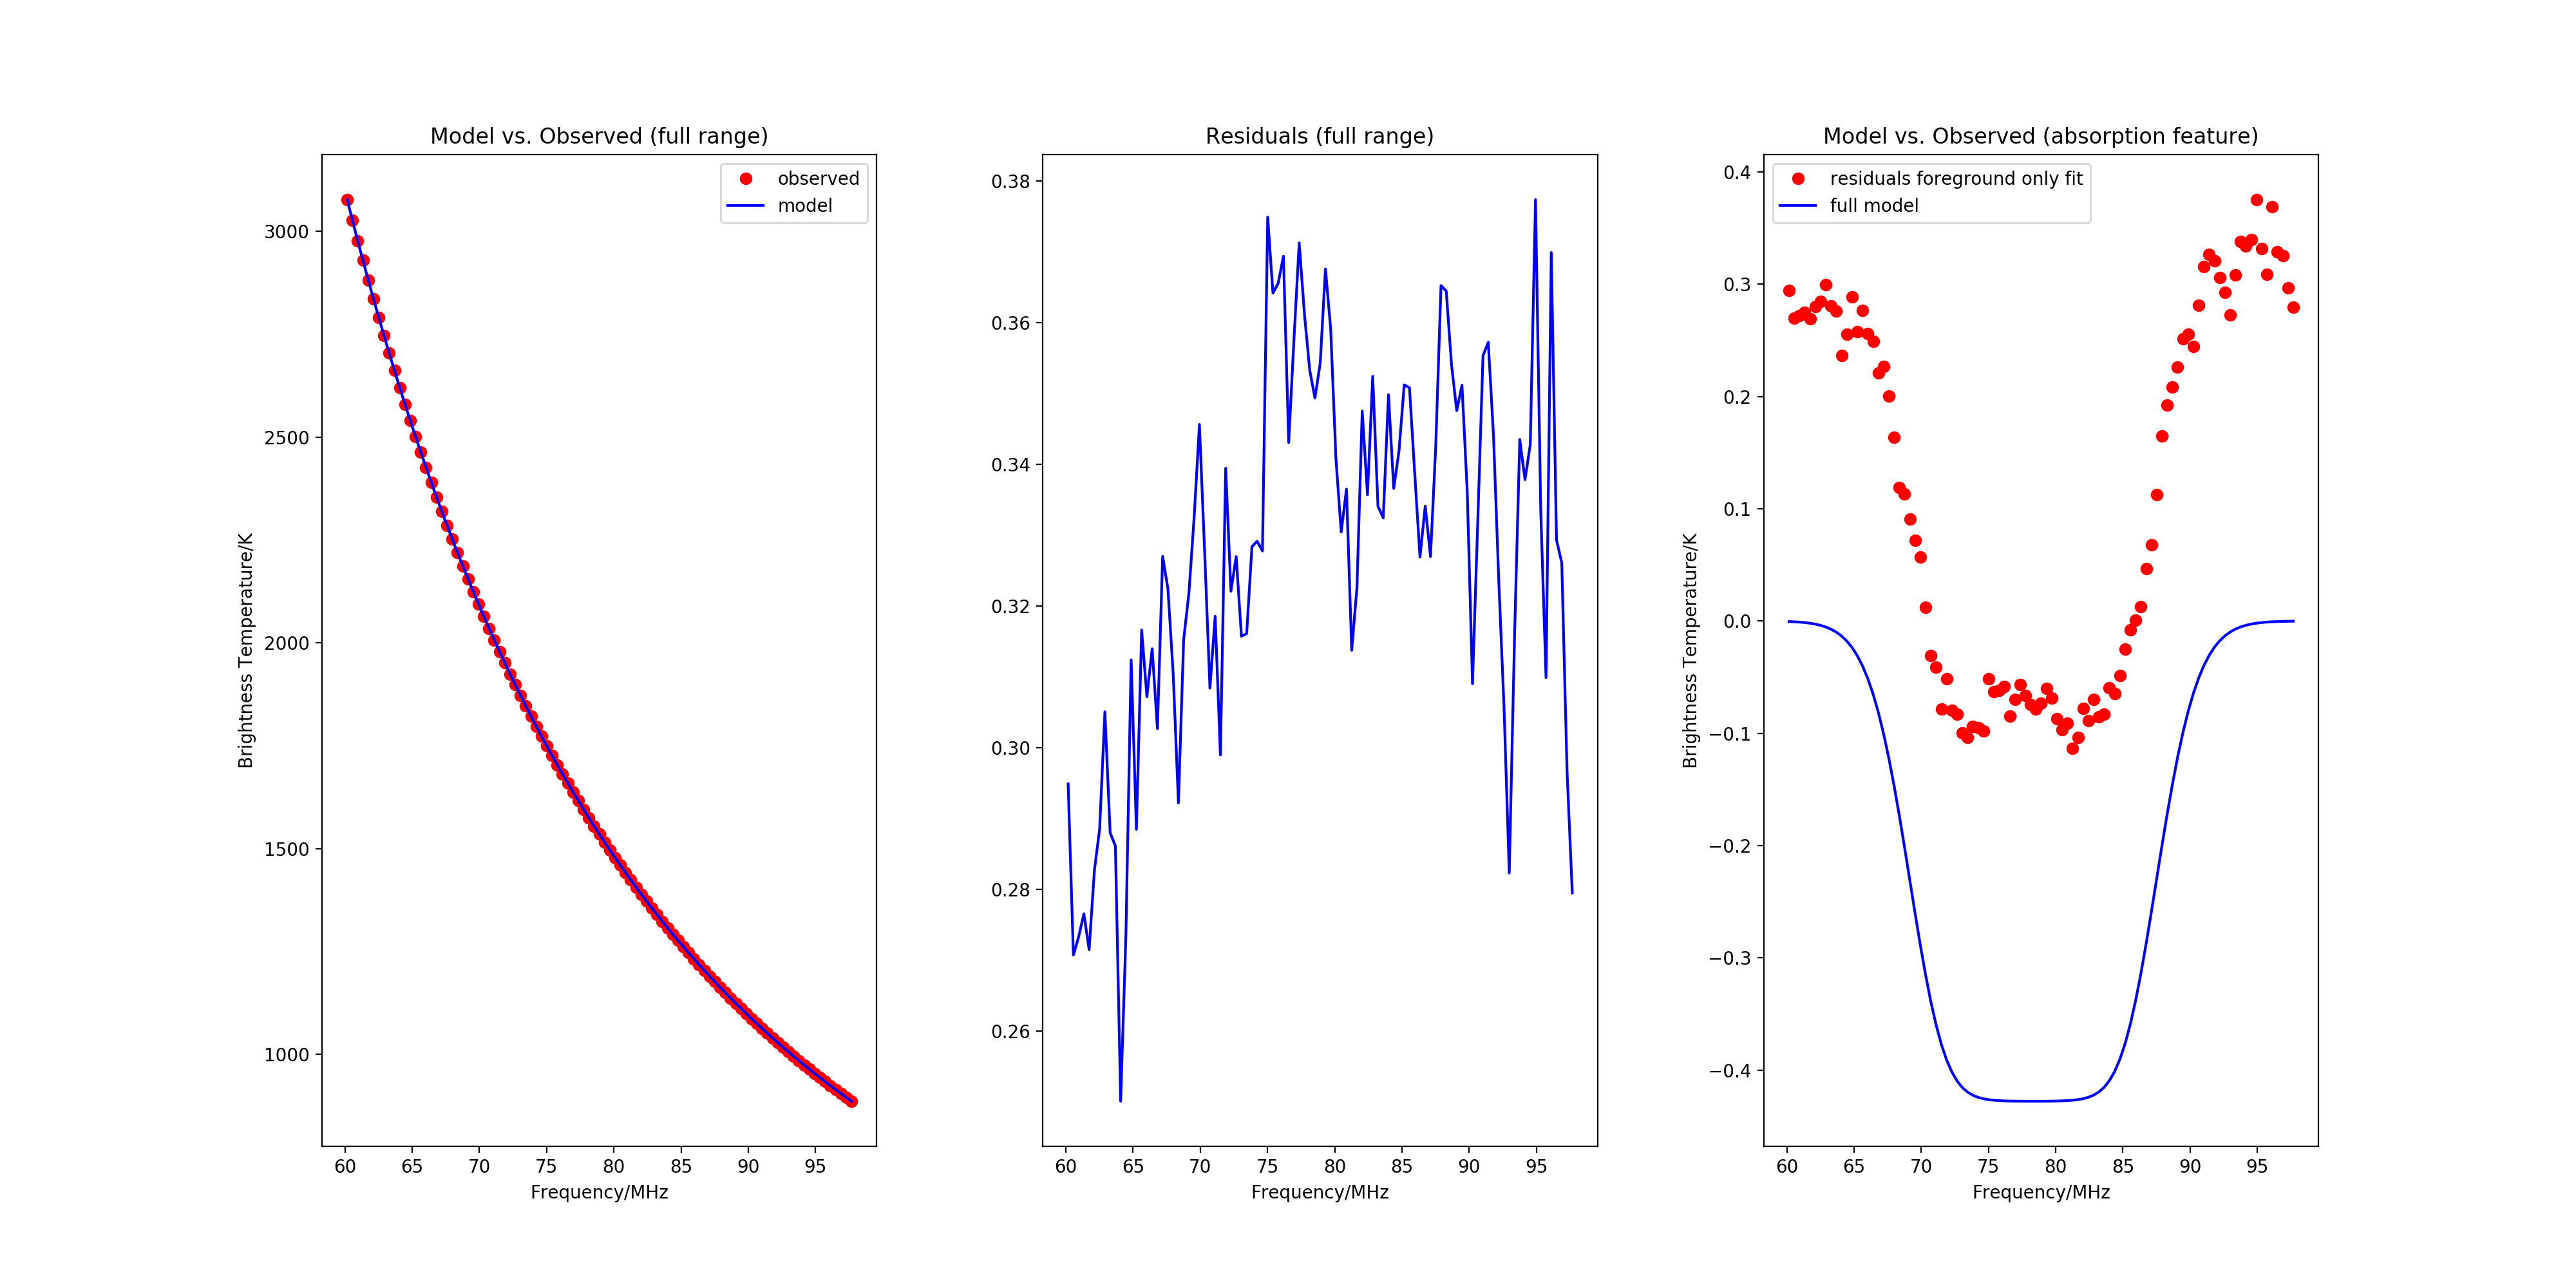 Model vs. Observed (full range)
observed
model
3000
2500
2000
1500
1000
Brightness Temperature/K
60 65 70 75 80 85 90 95
Frequency/MHz
Residuals (full range)
0.38
0.36
0.34
0.32
0.30
0.28
0.26
60 65 70 75 80 85 90 95
Frequency/MHz
Model vs. Observed (absorption feature)
residuals foreground only fit
full model
0.4
0.3
0.2
0.1
0.0
−0.1
−0.2
−0.3
−0.4
Brightness Temperature/K
60 65 70 75 80 85 90 95
Frequency/MHz